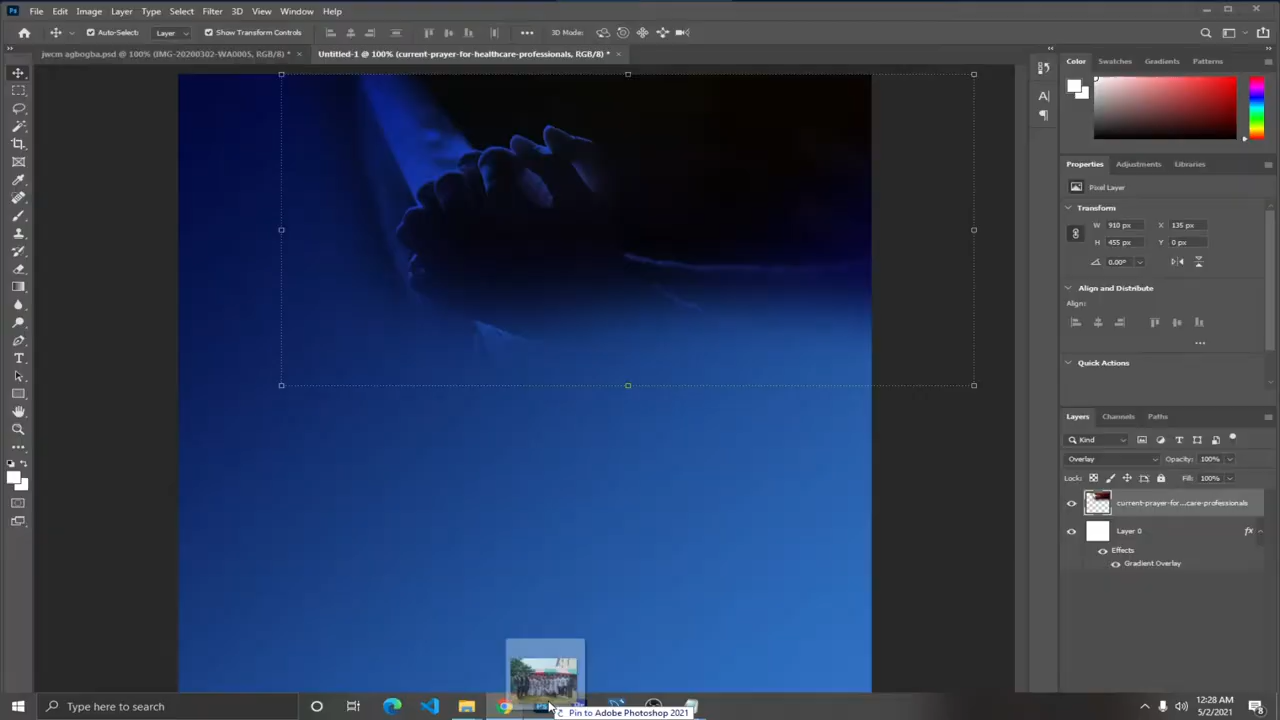 Ps File Edit Image Layer Type Select Filter 3D View Window Help
Auto-Select: Layer Show Transform Controls 3D Mode:
jwcm agbogba.psd @ 100% (IMG-20200302-WA0005, RGB/8) * × Untitled-1 @ 100% (current-prayer-for-healthcare-professionals, RGB/8) * ×
Color Swatches Gradients Patterns
Properties Adjustments Libraries
Pixel Layer
Transform
W 910 px X 135 px
H 455 px Y 0 px
0.00°
Align and Distribute
Align:
Quick Actions
Layers Channels Paths
Kind
Overlay Opacity: 100%
Lock: Fill: 100%
current-prayer-for...care-professionals
Layer 0 fx
Effects
Gradient Overlay
Type here to search
Pin to Adobe Photoshop 2021
12:28 AM
5/2/2021